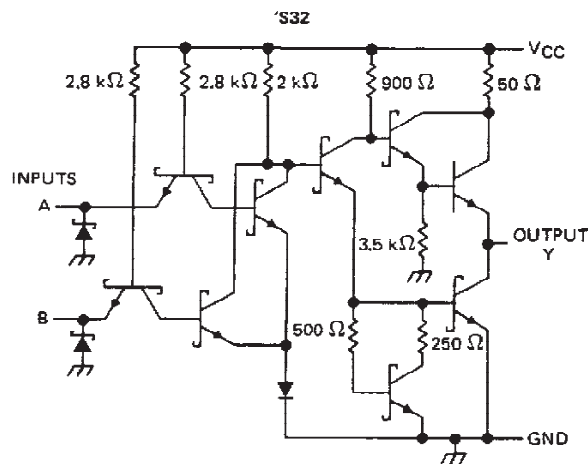 'S32
VCC
2.8 kΩ
2.8 kΩ
2 kΩ
900 Ω
50 Ω
INPUTS
A
3.5 kΩ
OUTPUT
Y
B
500 Ω
250 Ω
GND